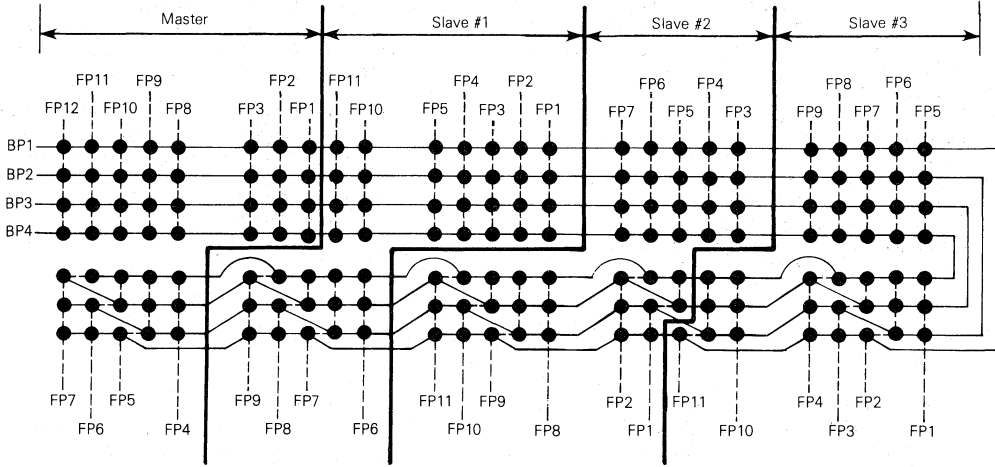 Master Slave #1 Slave #2 Slave #3
FP11 FP9 FP2 FP11 FP4 FP2 FP6 FP4 FP8 FP6
FP12 FP10 FP8 FP3 FP1 FP10 FP5 FP3 FP1 FP7 FP5 FP3 FP9 FP7 FP5
BP1
BP2
BP3
BP4
FP7 FP5 FP9 FP7 FP11 FP9 FP2 FP11 FP4 FP2
FP6 FP4 FP8 FP6 FP10 FP8 FP1 FP10 FP3 FP1